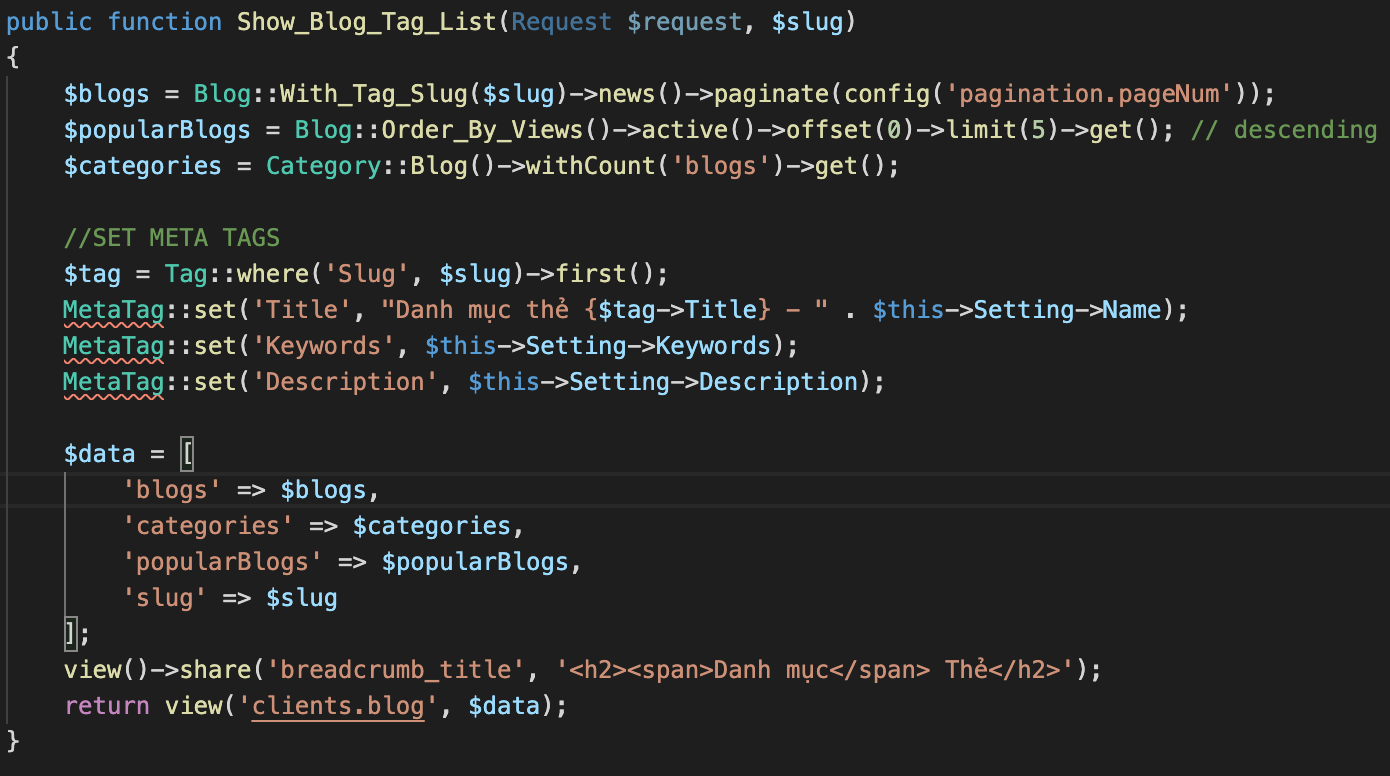 public function Show_Blog_Tag_List(Request $request, $slug)
{
    $blogs = Blog::With_Tag_Slug($slug)->news()->paginate(config('pagination.pageNum'));
    $popularBlogs = Blog::Order_By_Views()->active()->offset(0)->limit(5)->get(); // descending
    $categories = Category::Blog()->withCount('blogs')->get();

    //SET META TAGS
    $tag = Tag::where('Slug', $slug)->first();
    MetaTag::set('Title', "Danh mục thẻ {$tag->Title} - " . $this->Setting->Name);
    MetaTag::set('Keywords', $this->Setting->Keywords);
    MetaTag::set('Description', $this->Setting->Description);

    $data = [
        'blogs' => $blogs,
        'categories' => $categories,
        'popularBlogs' => $popularBlogs,
        'slug' => $slug
    ];
    view()->share('breadcrumb_title', '<h2><span>Danh mục</span> Thẻ</h2>');
    return view('clients.blog', $data);
}